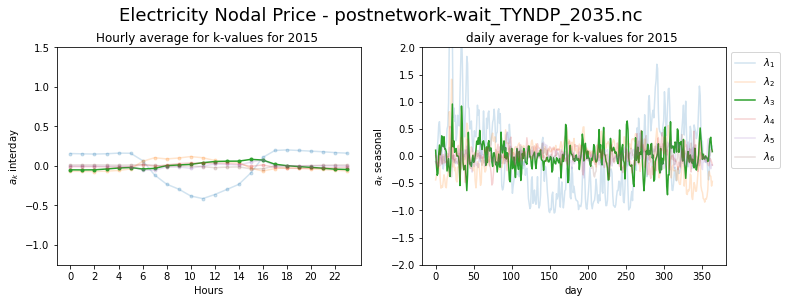 Electricity Nodal Price - postnetwork-wait_TYNDP_2035.nc
Hourly average for k-values for 2015
1.5
1.0
0.5
0.0
−0.5
−1.0
a_k interday
0 2 4 6 8 10 12 14 16 18 20 22
Hours
daily average for k-values for 2015
2.0
1.5
1.0
0.5
0.0
−0.5
−1.0
−1.5
−2.0
a_k seasonal
0 50 100 150 200 250 300 350
day
λ₁
λ₂
λ₃
λ₄
λ₅
λ₆